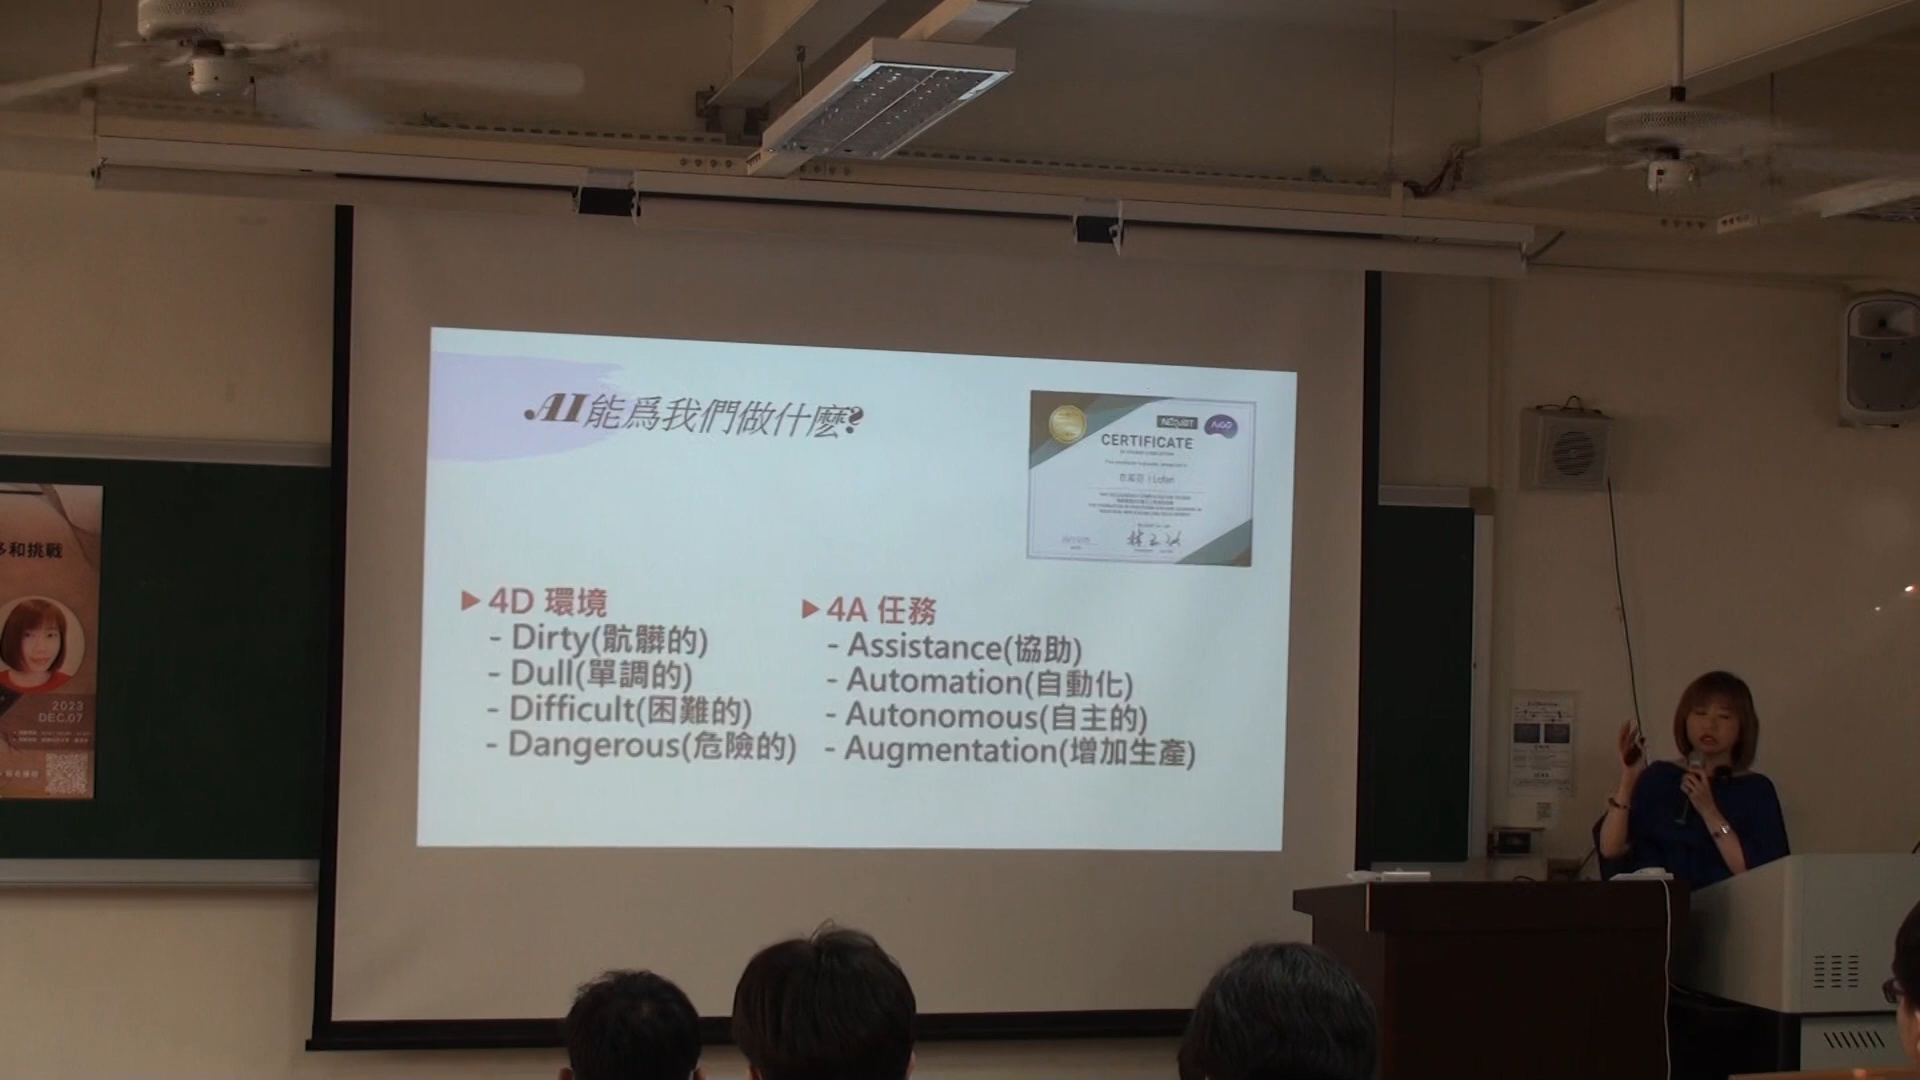 AI能爲我們做什麼?
CERTIFICATE
▶ 4D 環境
- Dirty(骯髒的)
- Dull(單調的)
- Difficult(困難的)
- Dangerous(危險的)
▶ 4A 任務
- Assistance(協助)
- Automation(自動化)
- Autonomous(自主的)
- Augmentation(增加生產)
和挑戰
2023
DEC.07